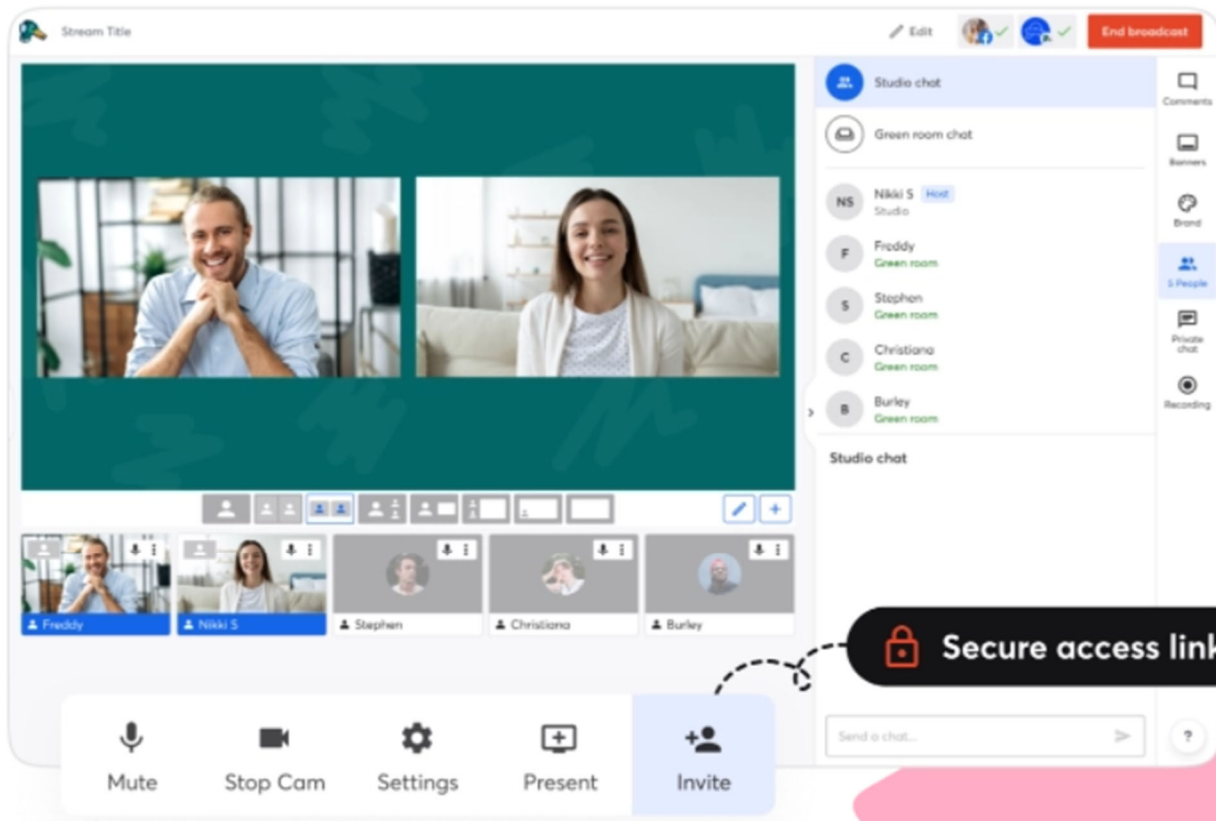 Stream Title
Edit
End broadcast
Studio chat
Green room chat
NS
Nikki S
Host
Studio
F
Freddy
Green room
S
Stephen
Green room
C
Christiana
Green room
B
Burley
Green room
Studio chat
Comments
Banners
Brand
5 People
Private
chat
Recording
Freddy
Nikki S
Stephen
Christiana
Burley
Secure access link
Send a chat...
?
Mute
Stop Cam
Settings
Present
Invite